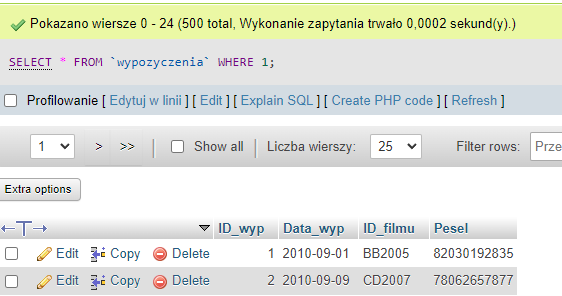 Pokazano wiersze 0 - 24 (500 total, Wykonanie zapytania trwało 0,0002 sekund(y).)
SELECT * FROM `wypozyczenia` WHERE 1;
Profilowanie [ Edytuj w linii ] [ Edit ] [ Explain SQL ] [ Create PHP code ] [ Refresh ]
1 > >> Show all Liczba wierszy: 25 Filter rows: Prze
Extra options
←T→ ID_wyp Data_wyp ID_filmu Pesel
Edit Copy Delete 1 2010-09-01 BB2005 82030192835
Edit Copy Delete 2 2010-09-09 CD2007 78062657877